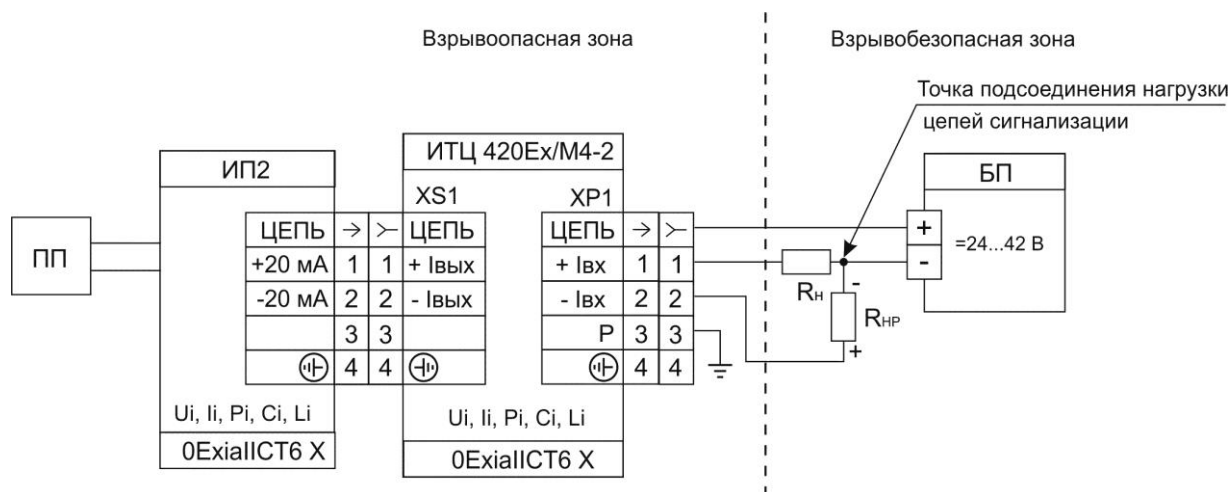 Взрывоопасная зона
Взрывобезопасная зона
Точка подсоединения нагрузки
цепей сигнализации
ИП2
ИТЦ 420Ex/M4-2
БП
XS1
XP1
ПП
ЦЕПЬ
ЦЕПЬ
ЦЕПЬ
+
=24...42 В
+20 мА 1 1 + Iвых
+ Iвх 1 1
-
-20 мА 2 2 - Iвых
- Iвх 2 2
Rн
-
Rнр
3 3
P 3 3
+
4 4
4 4
Ui, Ii, Pi, Ci, Li
Ui, Ii, Pi, Ci, Li
0ExiaIICT6 X
0ExiaIICT6 X